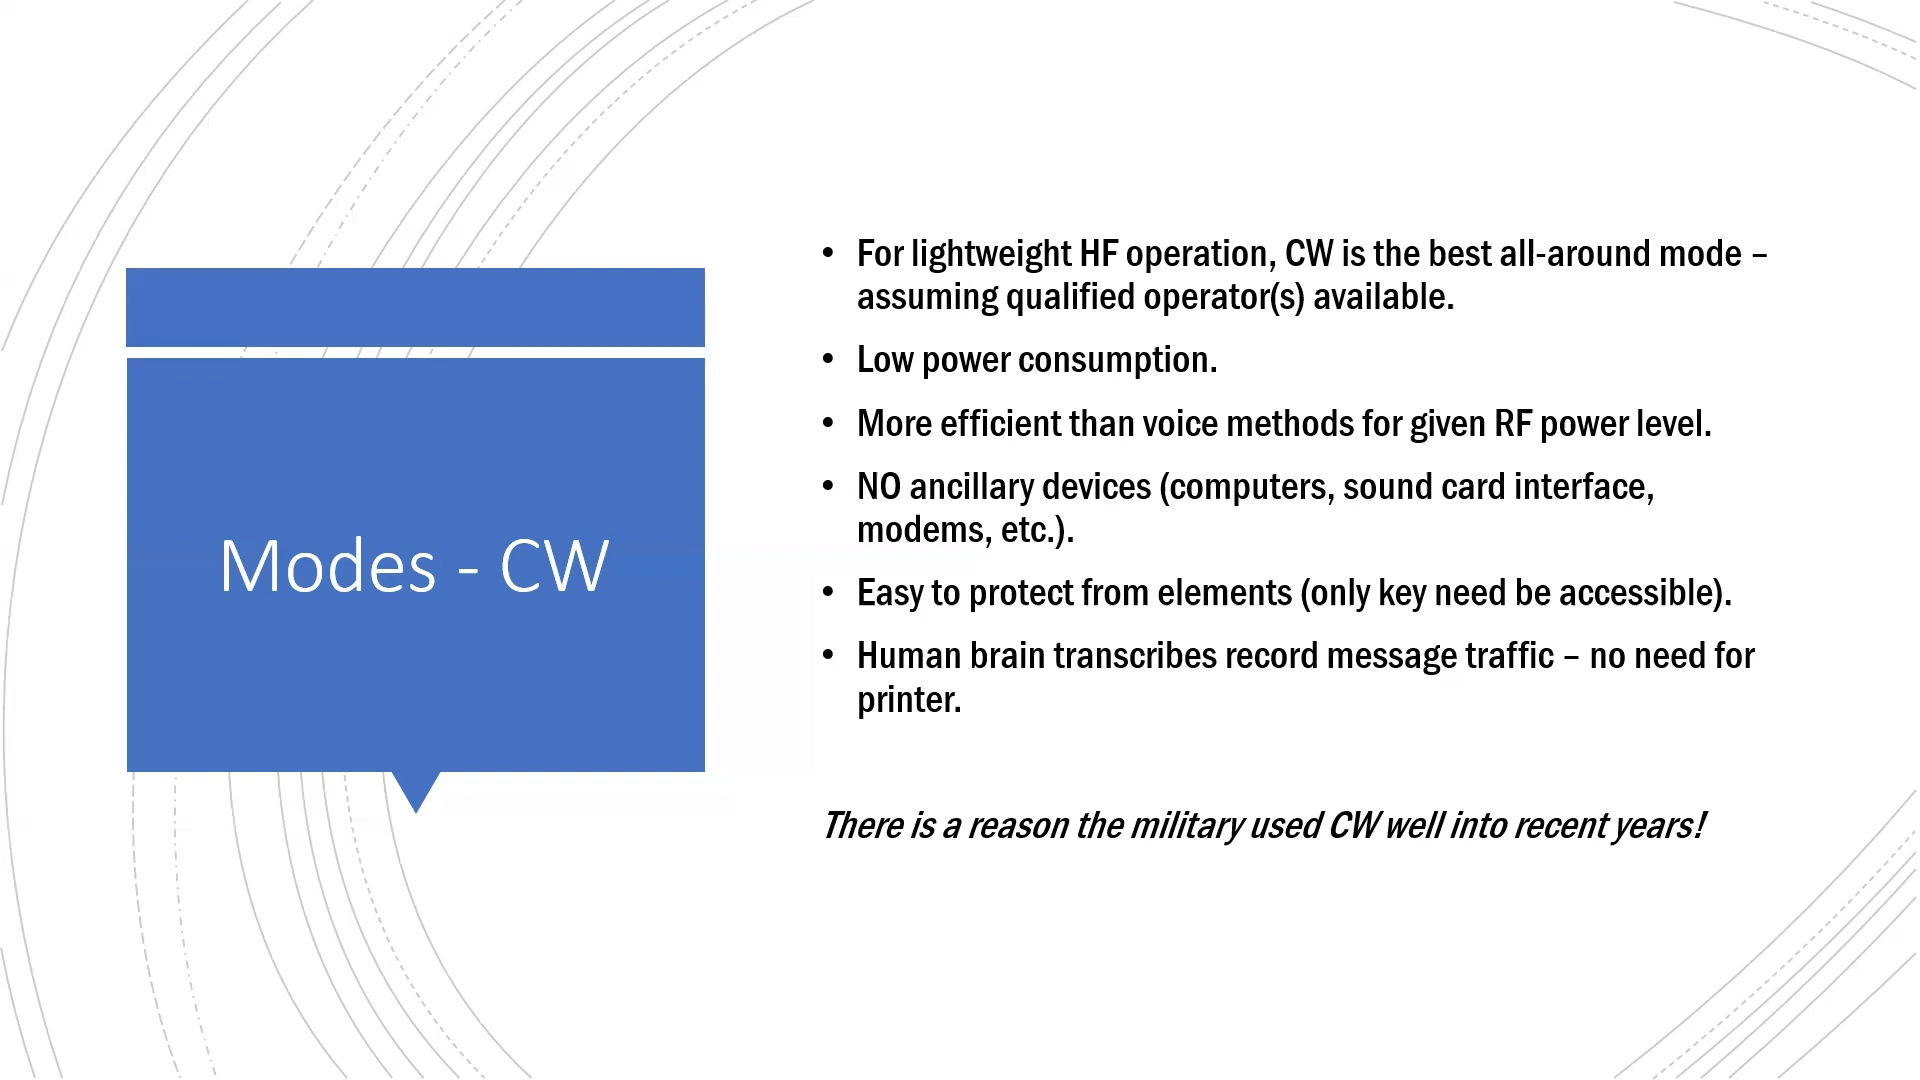 Modes - CW
• For lightweight HF operation, CW is the best all-around mode –
assuming qualified operator(s) available.
• Low power consumption.
• More efficient than voice methods for given RF power level.
• NO ancillary devices (computers, sound card interface,
modems, etc.).
• Easy to protect from elements (only key need be accessible).
• Human brain transcribes record message traffic – no need for
printer.
There is a reason the military used CW well into recent years!